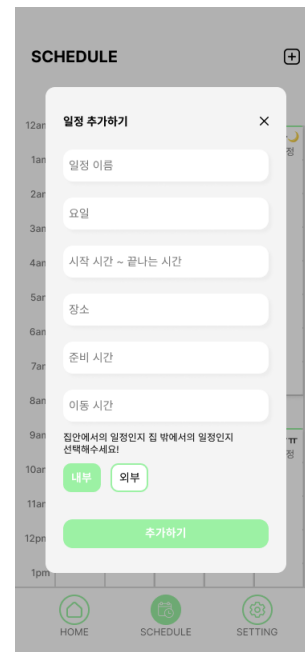 SCHEDULE
12am
일정 추가하기
정
1am
일정 이름
2am
요일
3am
4am
시작 시간 ~ 끝나는 시간
5am
장소
6am
준비 시간
7am
8am
이동 시간
9am
집안에서의 일정인지 집 밖에서의 일정인지
선택해수세요!
ㅠ
정
10am
내부
외부
11am
12pm
추가하기
1pm
HOME
SCHEDULE
SETTING